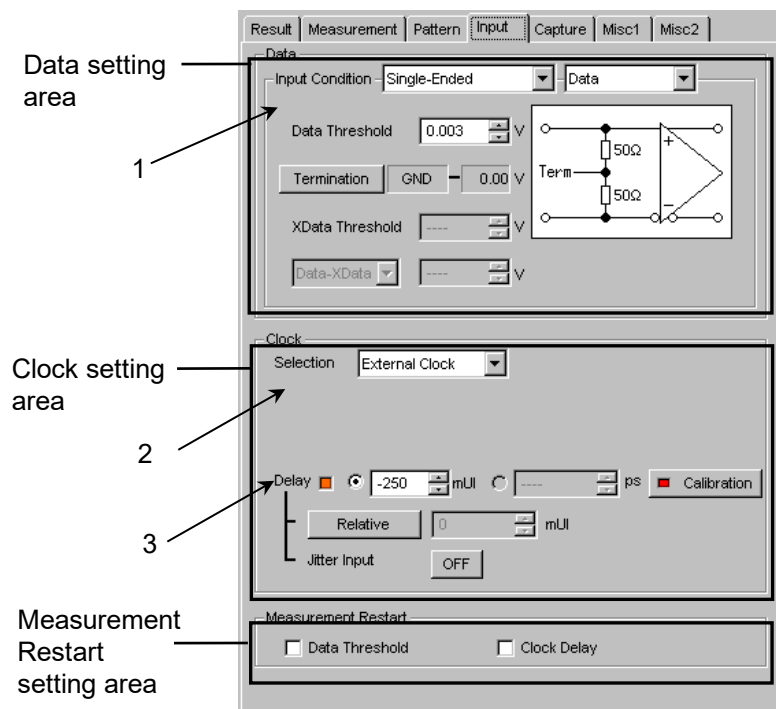 Result Measurement Pattern Input Capture Misc1 Misc2
Data setting area
Data
Input Condition Single-Ended Data
1
Data Threshold 0.003 V
50Ω
Termination GND 0.00 V
Term
50Ω
XData Threshold ---- V
Data-XData ---- V
+
−
Clock setting area
Clock
Selection External Clock
2
Delay -250 mUI ---- ps Calibration
3
Relative 0 mUI
Jitter Input OFF
Measurement Restart setting area
Measurement Restart
Data Threshold Clock Delay